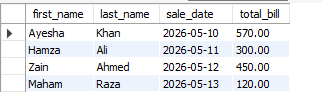 first_name last_name sale_date total_bill
Ayesha Khan 2026-05-10 570.00
Hamza Ali 2026-05-11 300.00
Zain Ahmed 2026-05-12 450.00
Maham Raza 2026-05-13 120.00